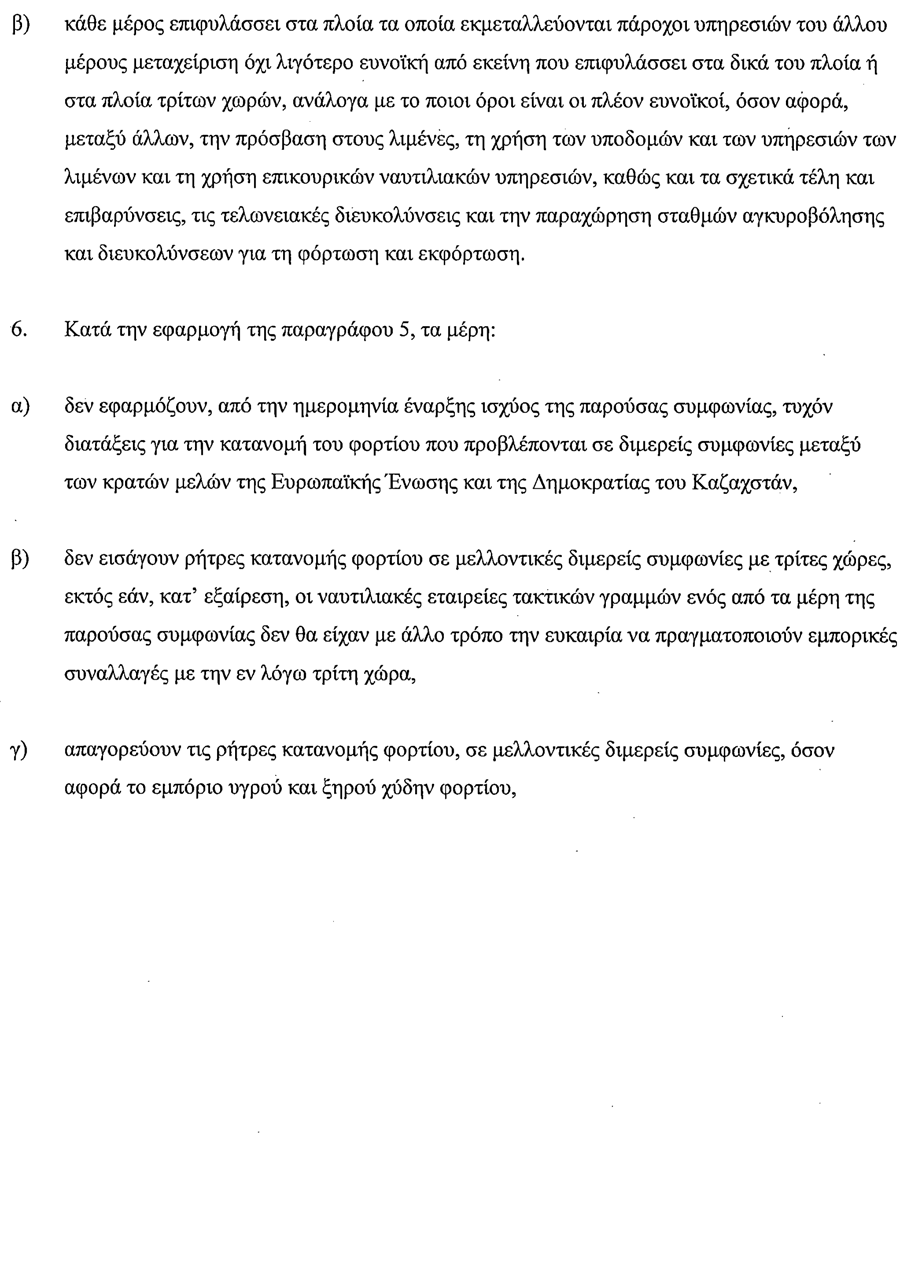 β) κάθε μέρος επιφυλάσσει στα πλοία τα οποία εκμεταλλεύονται πάροχοι υπηρεσιών του άλλου
μέρους μεταχείριση όχι λιγότερο ευνοϊκή από εκείνη που επιφυλάσσει στα δικά του πλοία ή
στα πλοία τρίτων χωρών, ανάλογα με το ποιοι όροι είναι οι πλέον ευνοϊκοί, όσον αφορά,
μεταξύ άλλων, την πρόσβαση στους λιμένες, τη χρήση των υποδομών και των υπηρεσιών των
λιμένων και τη χρήση επικουρικών ναυτιλιακών υπηρεσιών, καθώς και τα σχετικά τέλη και
επιβαρύνσεις, τις τελωνειακές διευκολύνσεις και την παραχώρηση σταθμών αγκυροβόλησης
και διευκολύνσεων για τη φόρτωση και εκφόρτωση.
6. Κατά την εφαρμογή της παραγράφου 5, τα μέρη:
α) δεν εφαρμόζουν, από την ημερομηνία έναρξης ισχύος της παρούσας συμφωνίας, τυχόν
διατάξεις για την κατανομή του φορτίου που προβλέπονται σε διμερείς συμφωνίες μεταξύ
των κρατών μελών της Ευρωπαϊκής Ένωσης και της Δημοκρατίας του Καζαχστάν,
β) δεν εισάγουν ρήτρες κατανομής φορτίου σε μελλοντικές διμερείς συμφωνίες με τρίτες χώρες,
εκτός εάν, κατ’ εξαίρεση, οι ναυτιλιακές εταιρείες τακτικών γραμμών ενός από τα μέρη της
παρούσας συμφωνίας δεν θα είχαν με άλλο τρόπο την ευκαιρία να πραγματοποιούν εμπορικές
συναλλαγές με την εν λόγω τρίτη χώρα,
γ) απαγορεύουν τις ρήτρες κατανομής φορτίου, σε μελλοντικές διμερείς συμφωνίες, όσον
αφορά το εμπόριο υγρού και ξηρού χύδην φορτίου,